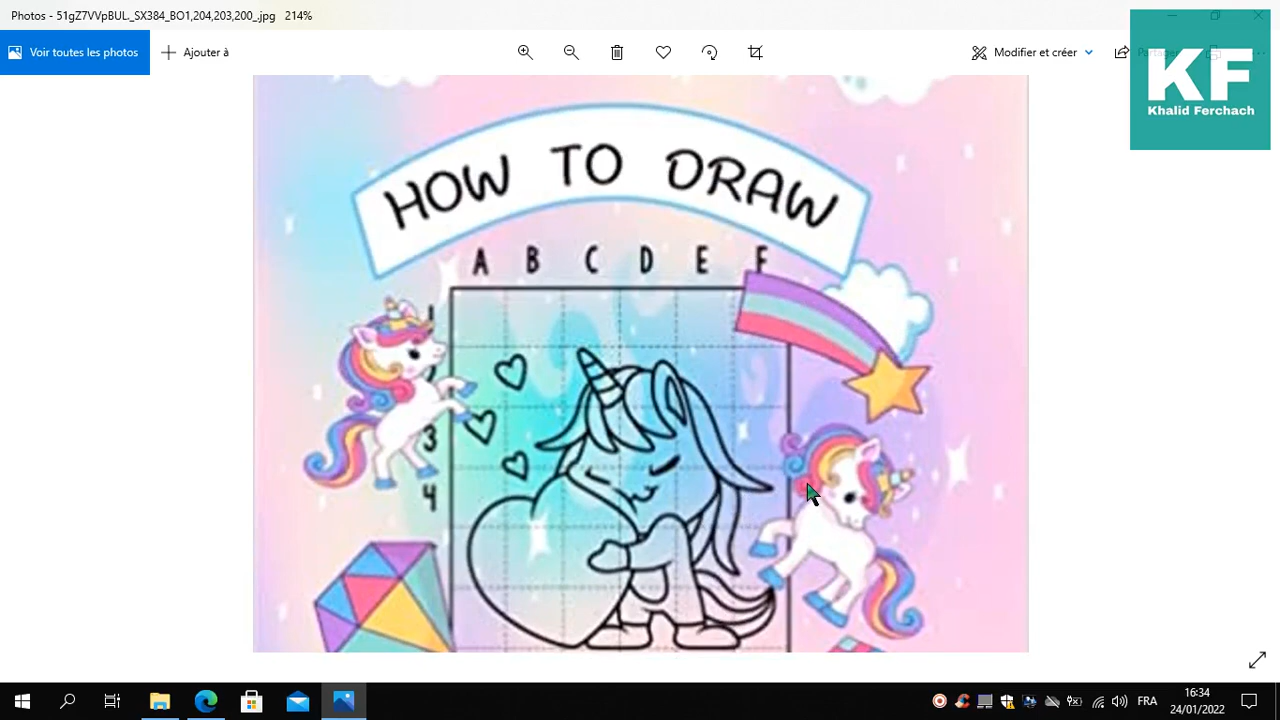 Photos - 51gZ7VVpBUL._SX384_BO1,204,203,200_.jpg 214%
Voir toutes les photos
Ajouter à
Modifier et créer
KF
Khalid Ferchach
HOW TO DRAW
A B C D E F
3
4
FRA
16:34
24/01/2022